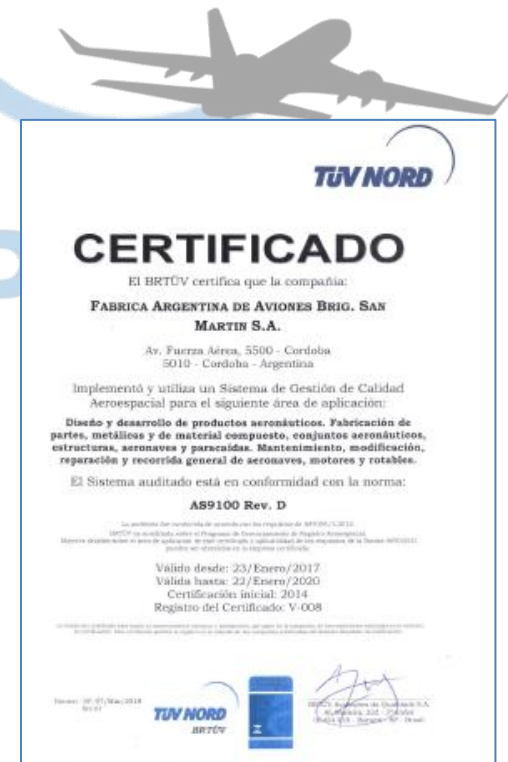 TÜV NORD
CERTIFICADO
El BRTÜV certifica que la compañía:
FABRICA ARGENTINA DE AVIONES BRIG. SAN
MARTIN S.A.
Av. Fuerza Aérea, 5500 - Cordoba
5010 - Cordoba - Argentina
Implementó y utiliza un Sistema de Gestión de Calidad
Aeroespacial para el siguiente área de aplicación:
Diseño y desarrollo de productos aeronáuticos. Fabricación de
partes, metálicas y de material compuesto, conjuntos aeronáuticos,
estructuras, aeronaves y paracaídas. Mantenimiento, modificación,
reparación y recorrida general de aeronaves, motores y rotables.
El Sistema auditado está en conformidad con la norma:
AS9100 Rev. D
Válido desde: 23/Enero/2017
Válida hasta: 22/Enero/2020
Certificación inicial: 2014
Registro del Certificado: V-008
TÜV NORD
BRTÜV